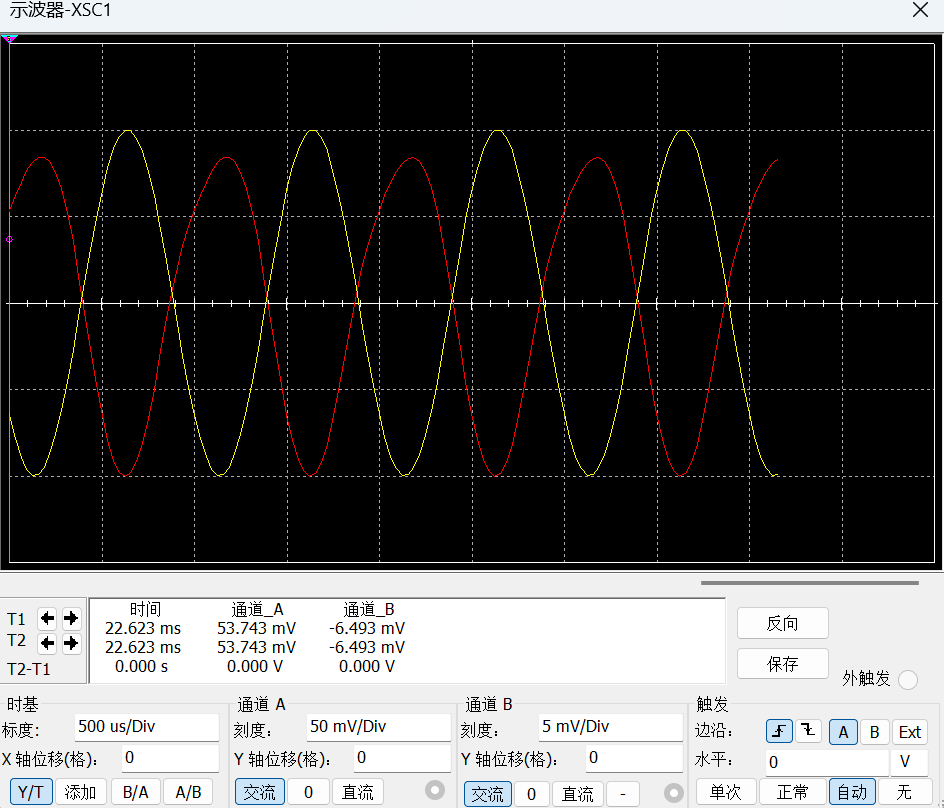 示波器-XSC1
T1
T2
T2-T1
时间 通道_A 通道_B
22.623 ms 53.743 mV -6.493 mV
22.623 ms 53.743 mV -6.493 mV
0.000 s 0.000 V 0.000 V
反向
保存
外触发
时基
标度: 500 us/Div
X 轴位移(格): 0
Y/T 添加 B/A A/B
通道 A
刻度: 50 mV/Div
Y 轴位移(格): 0
交流 0 直流
通道 B
刻度: 5 mV/Div
Y 轴位移(格): 0
交流 0 直流 -
触发
边沿: A B Ext
水平: 0 V
单次 正常 自动 无